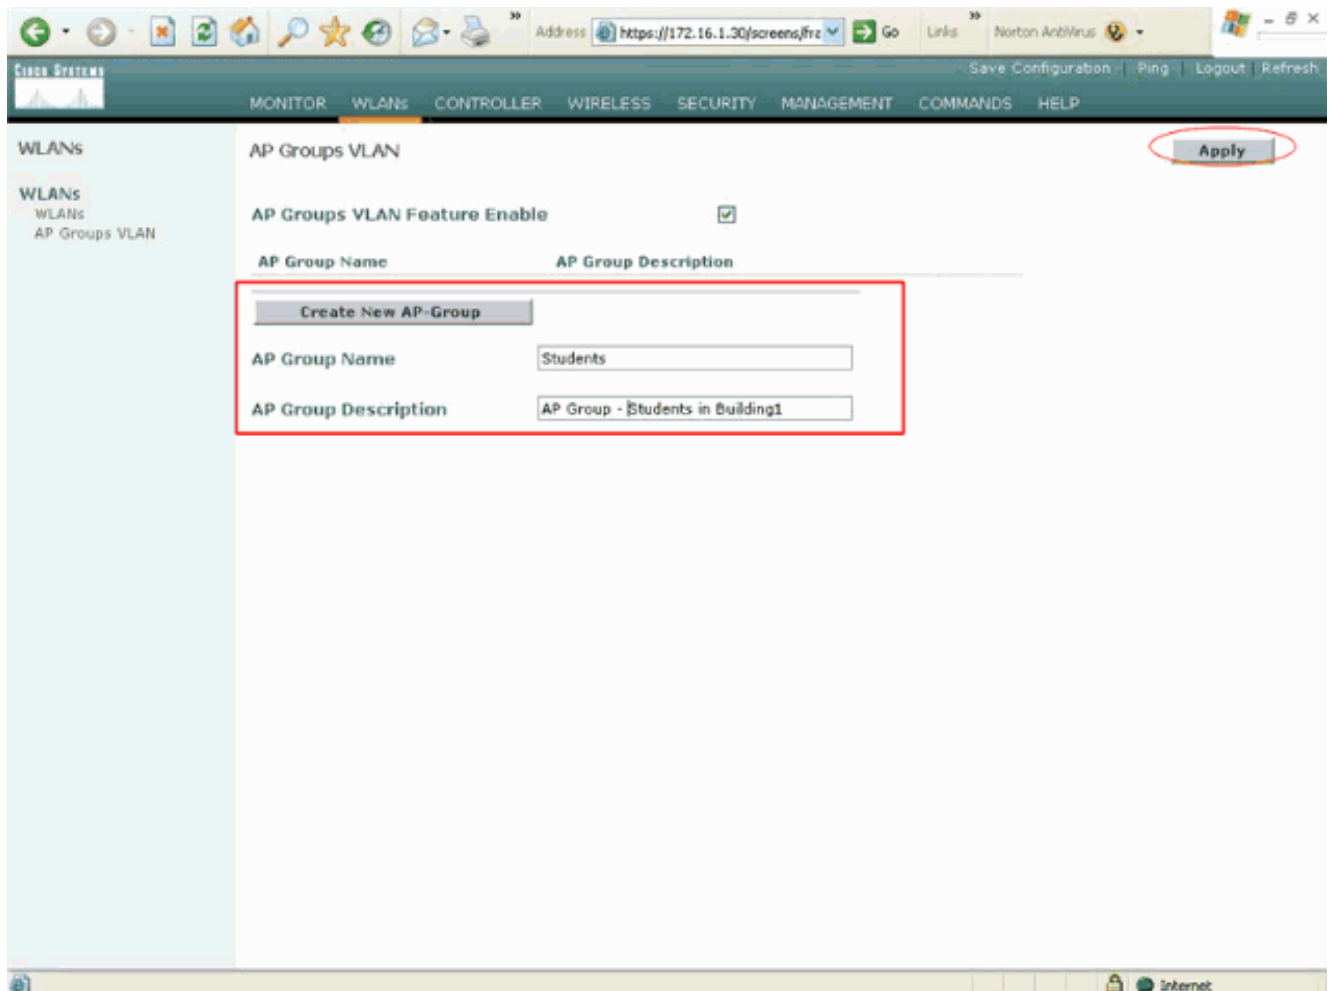 » Address https://172.16.1.30/screens/fra Go Links » Norton AntiVirus
CISCO SYSTEMS
Save Configuration | Ping | Logout | Refresh
MONITOR WLANs CONTROLLER WIRELESS SECURITY MANAGEMENT COMMANDS HELP
WLANs
AP Groups VLAN
Apply
WLANs
WLANs
AP Groups VLAN
AP Groups VLAN Feature Enable
AP Group Name AP Group Description
Create New AP-Group
AP Group Name Students
AP Group Description AP Group - Students in Building1
Internet